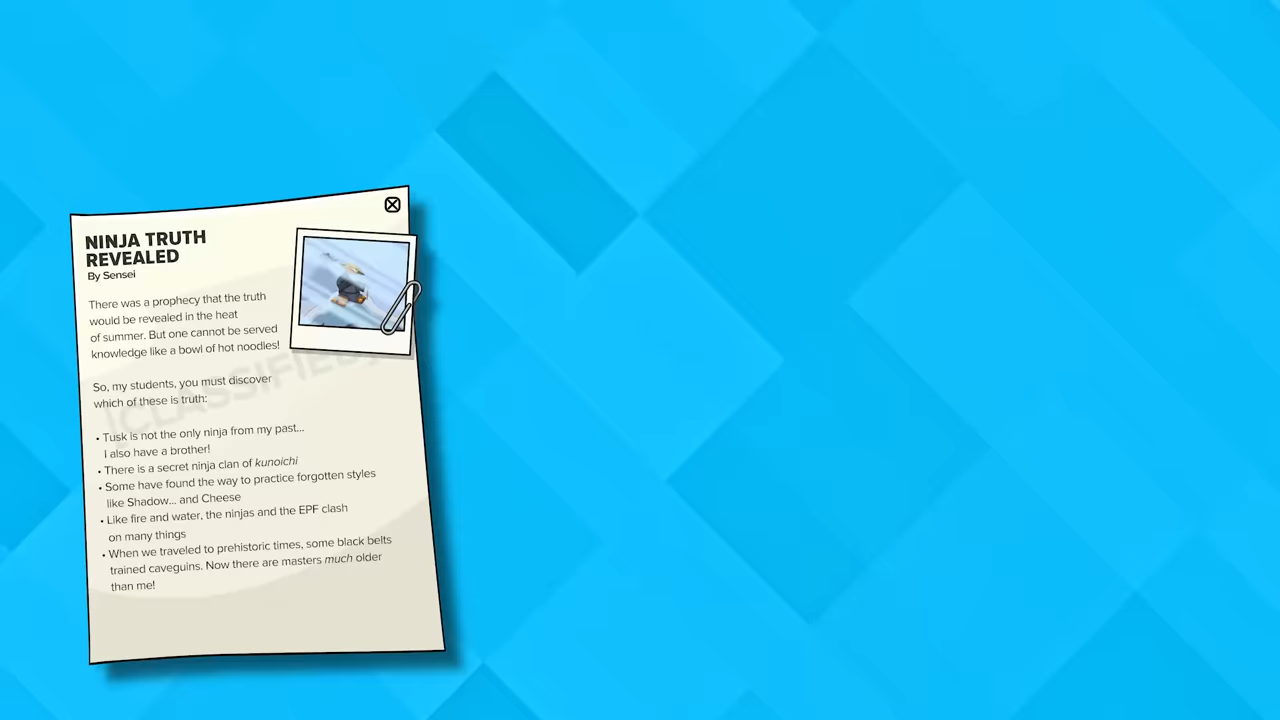 NINJA TRUTH
REVEALED
By Sensei
There was a prophecy that the truth
would be revealed in the heat
of summer. But one cannot be served
knowledge like a bowl of hot noodles!
[CLASSIFIED]
So, my students, you must discover
which of these is truth:
• Tusk is not the only ninja from my past...
I also have a brother!
• There is a secret ninja clan of kunoichi
• Some have found the way to practice forgotten styles
like Shadow... and Cheese
• Like fire and water, the ninjas and the EPF clash
on many things
• When we traveled to prehistoric times, some black belts
trained caveguins. Now there are masters much older
than me!